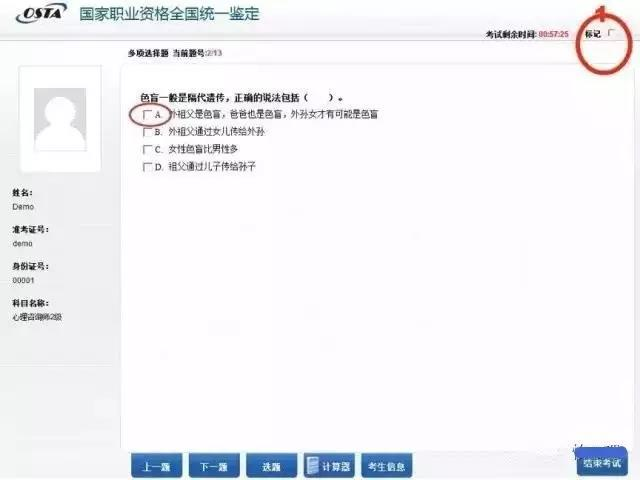 OSTA 国家职业资格全国统一鉴定
考试剩余时间: 00:57:25 标记
1
多项选择题 当前题号:2/13
色盲一般是隔代遗传，正确的说法包括（ ）。
A. 外祖父是色盲，爸爸也是色盲，外孙女才有可能是色盲
B. 外祖父通过女儿传给外孙
C. 女性色盲比男性多
D. 祖父通过儿子传给孙子
姓名:
Demo
准考证号:
demo
身份证号:
00001
科目名称:
心理咨询师2级
上一题 下一题 选题 计算器 考生信息 结束考试